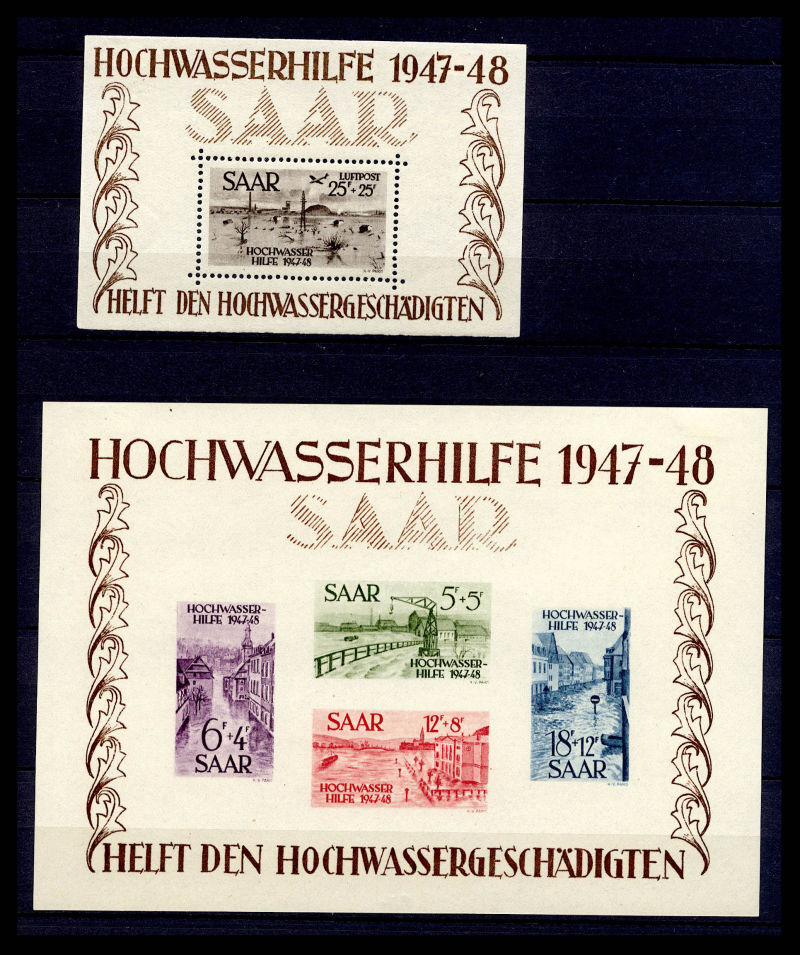 HOCHWASSERHILFE 1947-48
SAAR
SAAR
LUFTPOST
25F+25F
HOCHWASSER
HILFE 1947-48
HELFT DEN HOCHWASSERGESCHÄDIGTEN
HOCHWASSERHILFE 1947-48
SAAR
HOCHWASSER-
HILFE 1947-48
6F+4F
SAAR
SAAR
5F+5F
HOCHWASSER-
HILFE 1947-48
SAAR
12F+8F
HOCHWASSER
HILFE 1947-48
HOCHWASSER-
HILFE 1947-48
18F+12F
SAAR
HELFT DEN HOCHWASSERGESCHÄDIGTEN